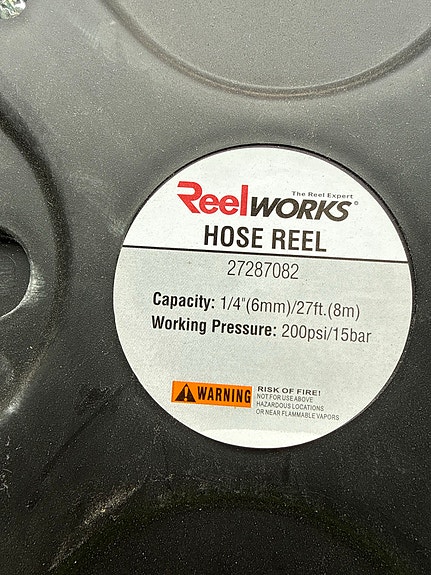 The Reel Expert
ReelWORKS®
HOSE REEL
27287082
Capacity: 1/4"(6mm)/27ft.(8m)
Working Pressure: 200psi/15bar
WARNING
RISK OF FIRE!
NOT FOR USE ABOVE
HAZARDOUS LOCATIONS
OR NEAR FLAMMABLE VAPORS